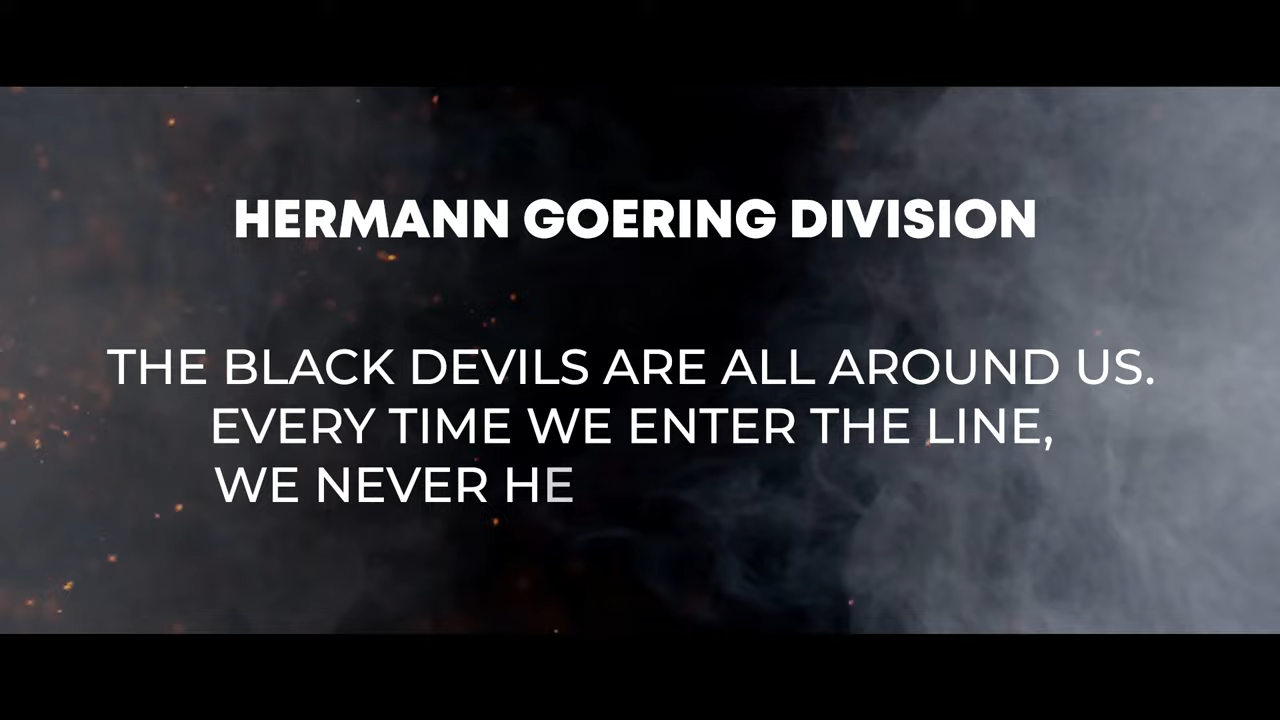 HERMANN GOERING DIVISION
THE BLACK DEVILS ARE ALL AROUND US.
EVERY TIME WE ENTER THE LINE,
WE NEVER HE